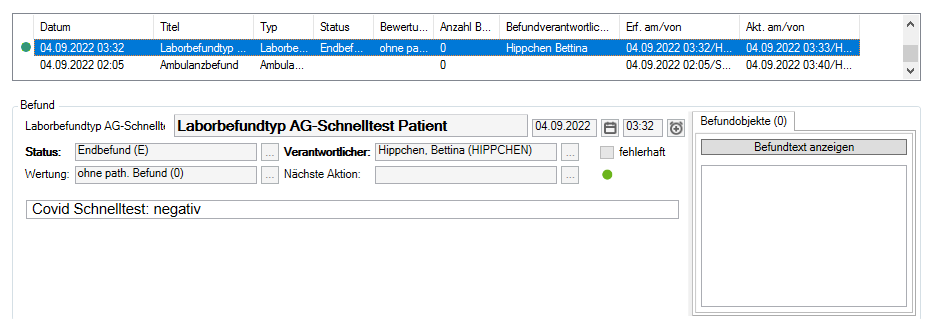 Datum Titel Typ Status Bewertu... Anzahl B... Befundverantwortlic... Erf. am/von Akt. am/von
04.09.2022 03:32 Laborbefundtyp ... Laborbe... Endbef... ohne pa... 0 Hippchen Bettina 04.09.2022 03:32/H... 04.09.2022 03:33/H...
04.09.2022 02:05 Ambulanzbefund Ambula... 0 04.09.2022 02:05/S... 04.09.2022 03:40/H...
Befund
Laborbefundtyp AG-Schnellte Laborbefundtyp AG-Schnelltest Patient 04.09.2022 03:32
Befundobjekte (0)
Status: Endbefund (E) ... Verantwortlicher: Hippchen, Bettina (HIPPCHEN) ... fehlerhaft
Befundtext anzeigen
Wertung: ohne path. Befund (0) ... Nächste Aktion: ...
Covid Schnelltest: negativ